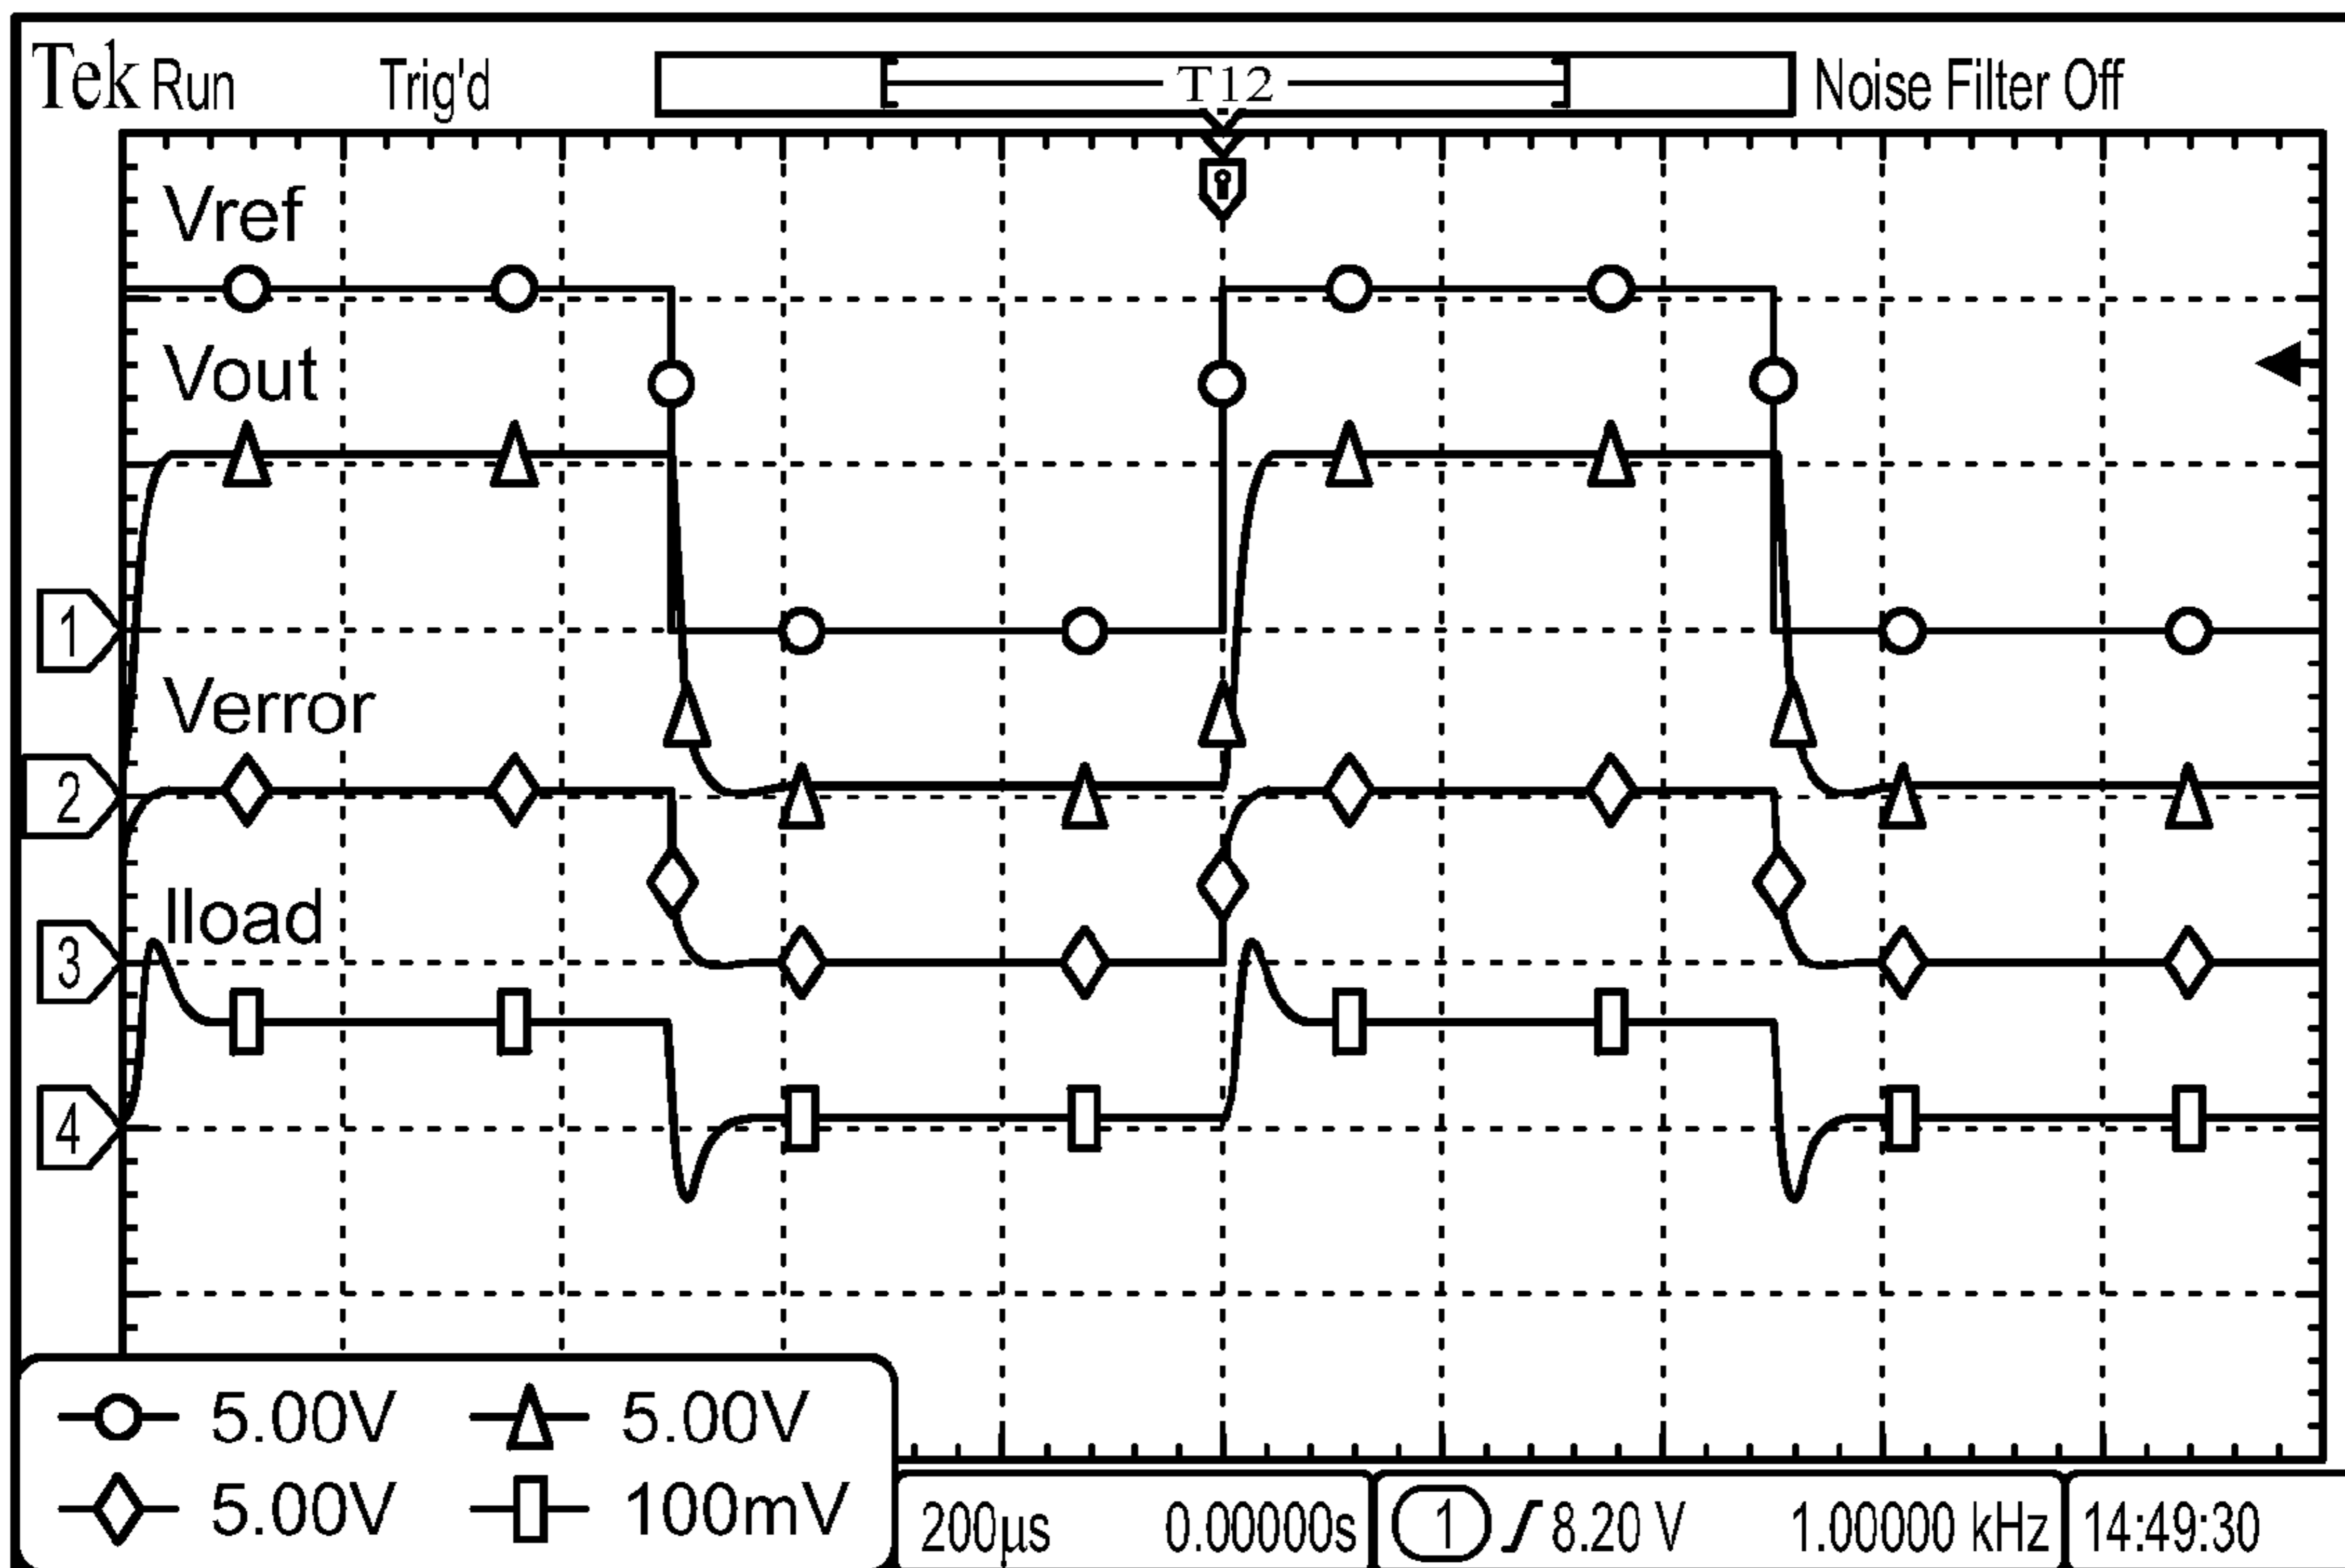 Tek Run Trig'd T12 Noise Filter Off
Vref
Vout
1
Verror
2
Iload
3
4
5.00V 5.00V
5.00V 100mV
200µs 0.00000s 1 8.20 V 1.00000 kHz 14:49:30